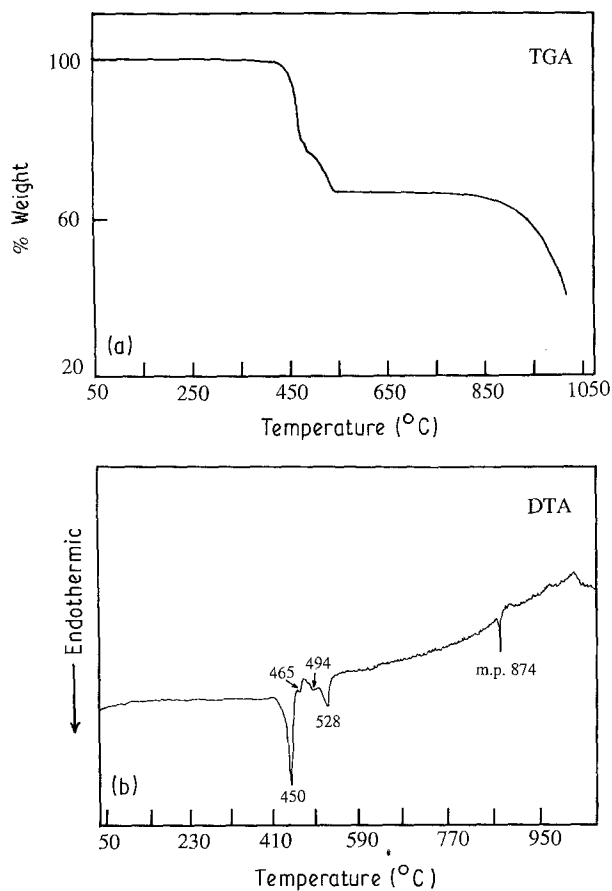 TGA
100
60
20
% Weight
(a)
50 250 450 650 850 1050
Temperature (°C)
DTA
Endothermic
465 494
528
450
m.p. 874
(b)
50 230 410 590 770 950
Temperature (°C)